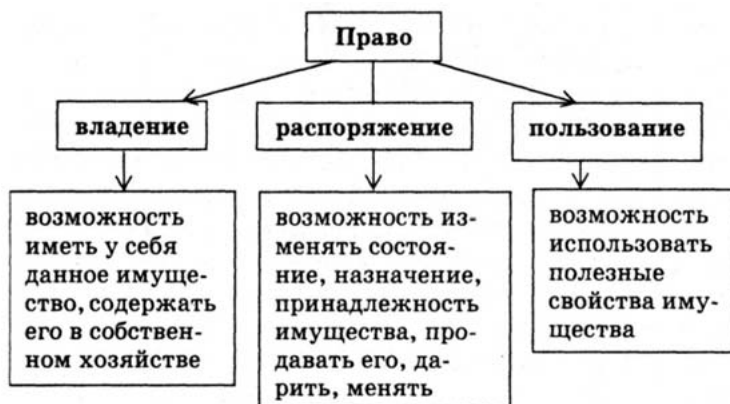 Право
владение
распоряжение
пользование
возможность
иметь у себя
данное имуще-
ство, содержать
его в собствен-
ном хозяйстве
возможность из-
менять состоя-
ние, назначение,
принадлежность
имущества, про-
давать его, да-
рить, менять
возможность
использовать
полезные
свойства иму-
щества